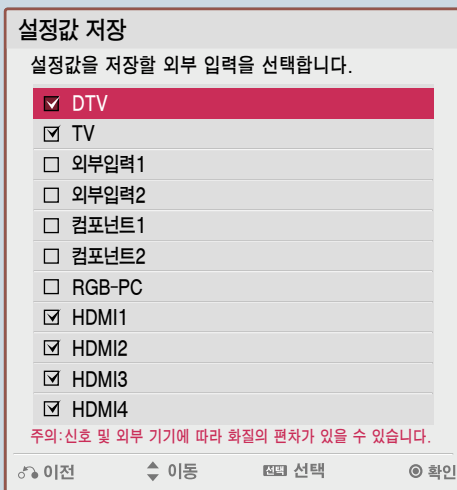 설정값 저장
설정값을 저장할 외부 입력을 선택합니다.
DTV
TV
외부입력1
외부입력2
컴포넌트1
컴포넌트2
RGB-PC
HDMI1
HDMI2
HDMI3
HDMI4
주의:신호 및 외부 기기에 따라 화질의 편차가 있을 수 있습니다.
이전 이동 선택 선택 확인